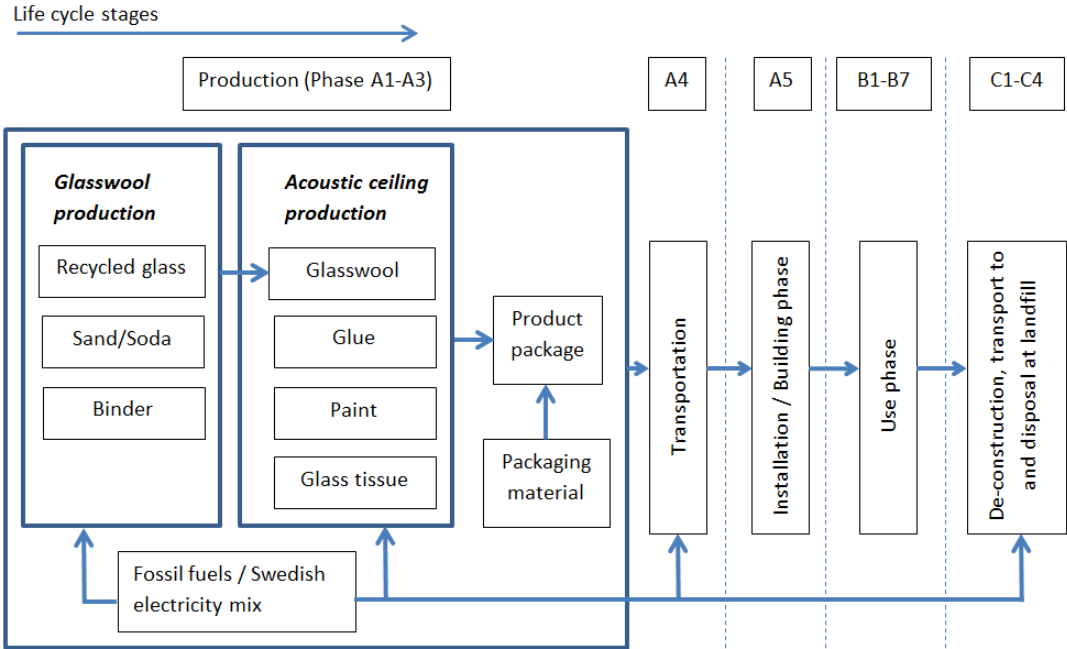 Life cycle stages
Production (Phase A1-A3)
A4
A5
B1-B7
C1-C4
Glasswool
production
Recycled glass
Sand/Soda
Binder
Acoustic ceiling
production
Glasswool
Glue
Paint
Glass tissue
Product
package
Packaging
material
Fossil fuels / Swedish
electricity mix
Transportation
Installation / Building phase
Use phase
De-construction, transport to
and disposal at landfill